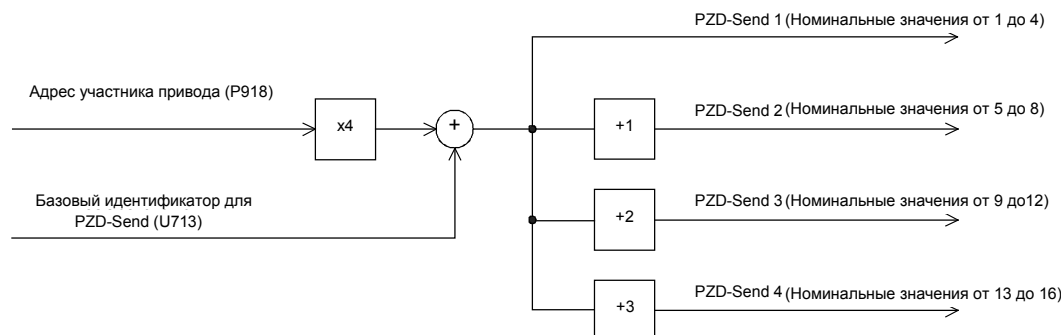 PZD-Send 1 (Номинальные значения от 1 до 4)
Адрес участника привода (P918)
x4
+
+1
PZD-Send 2 (Номинальные значения от 5 до 8)
Базовый идентификатор для
PZD-Send (U713)
+2
PZD-Send 3 (Номинальные значения от 9 до12)
+3
PZD-Send 4 (Номинальные значения от 13 до 16)